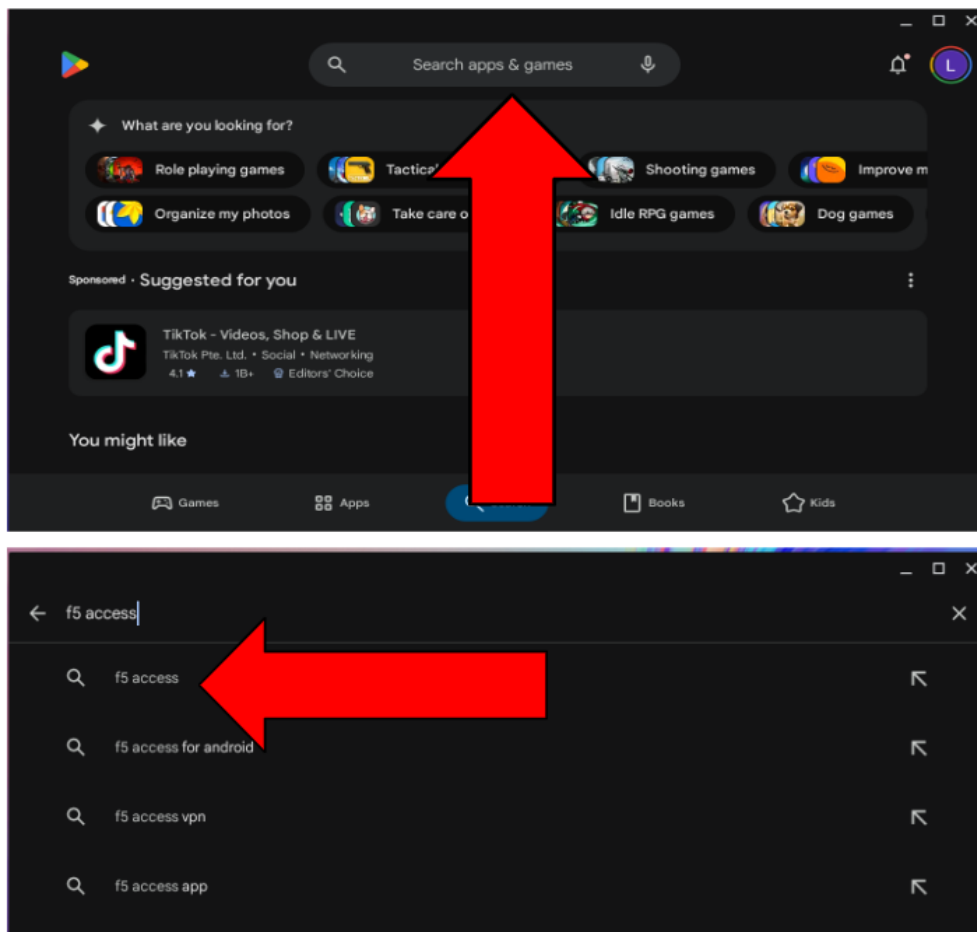 Search apps & games
L
What are you looking for?
Role playing games
Shooting games
Improve m
Organize my photos
Take care o
Idle RPG games
Dog games
Sponsored · Suggested for you
TikTok - Videos, Shop & LIVE
TikTok Pte. Ltd. • Social • Networking
4.1 ★ 1B+ Editors' Choice
You might like
Games
Apps
Books
Kids
f5 access
f5 access
f5 access for android
f5 access vpn
f5 access app